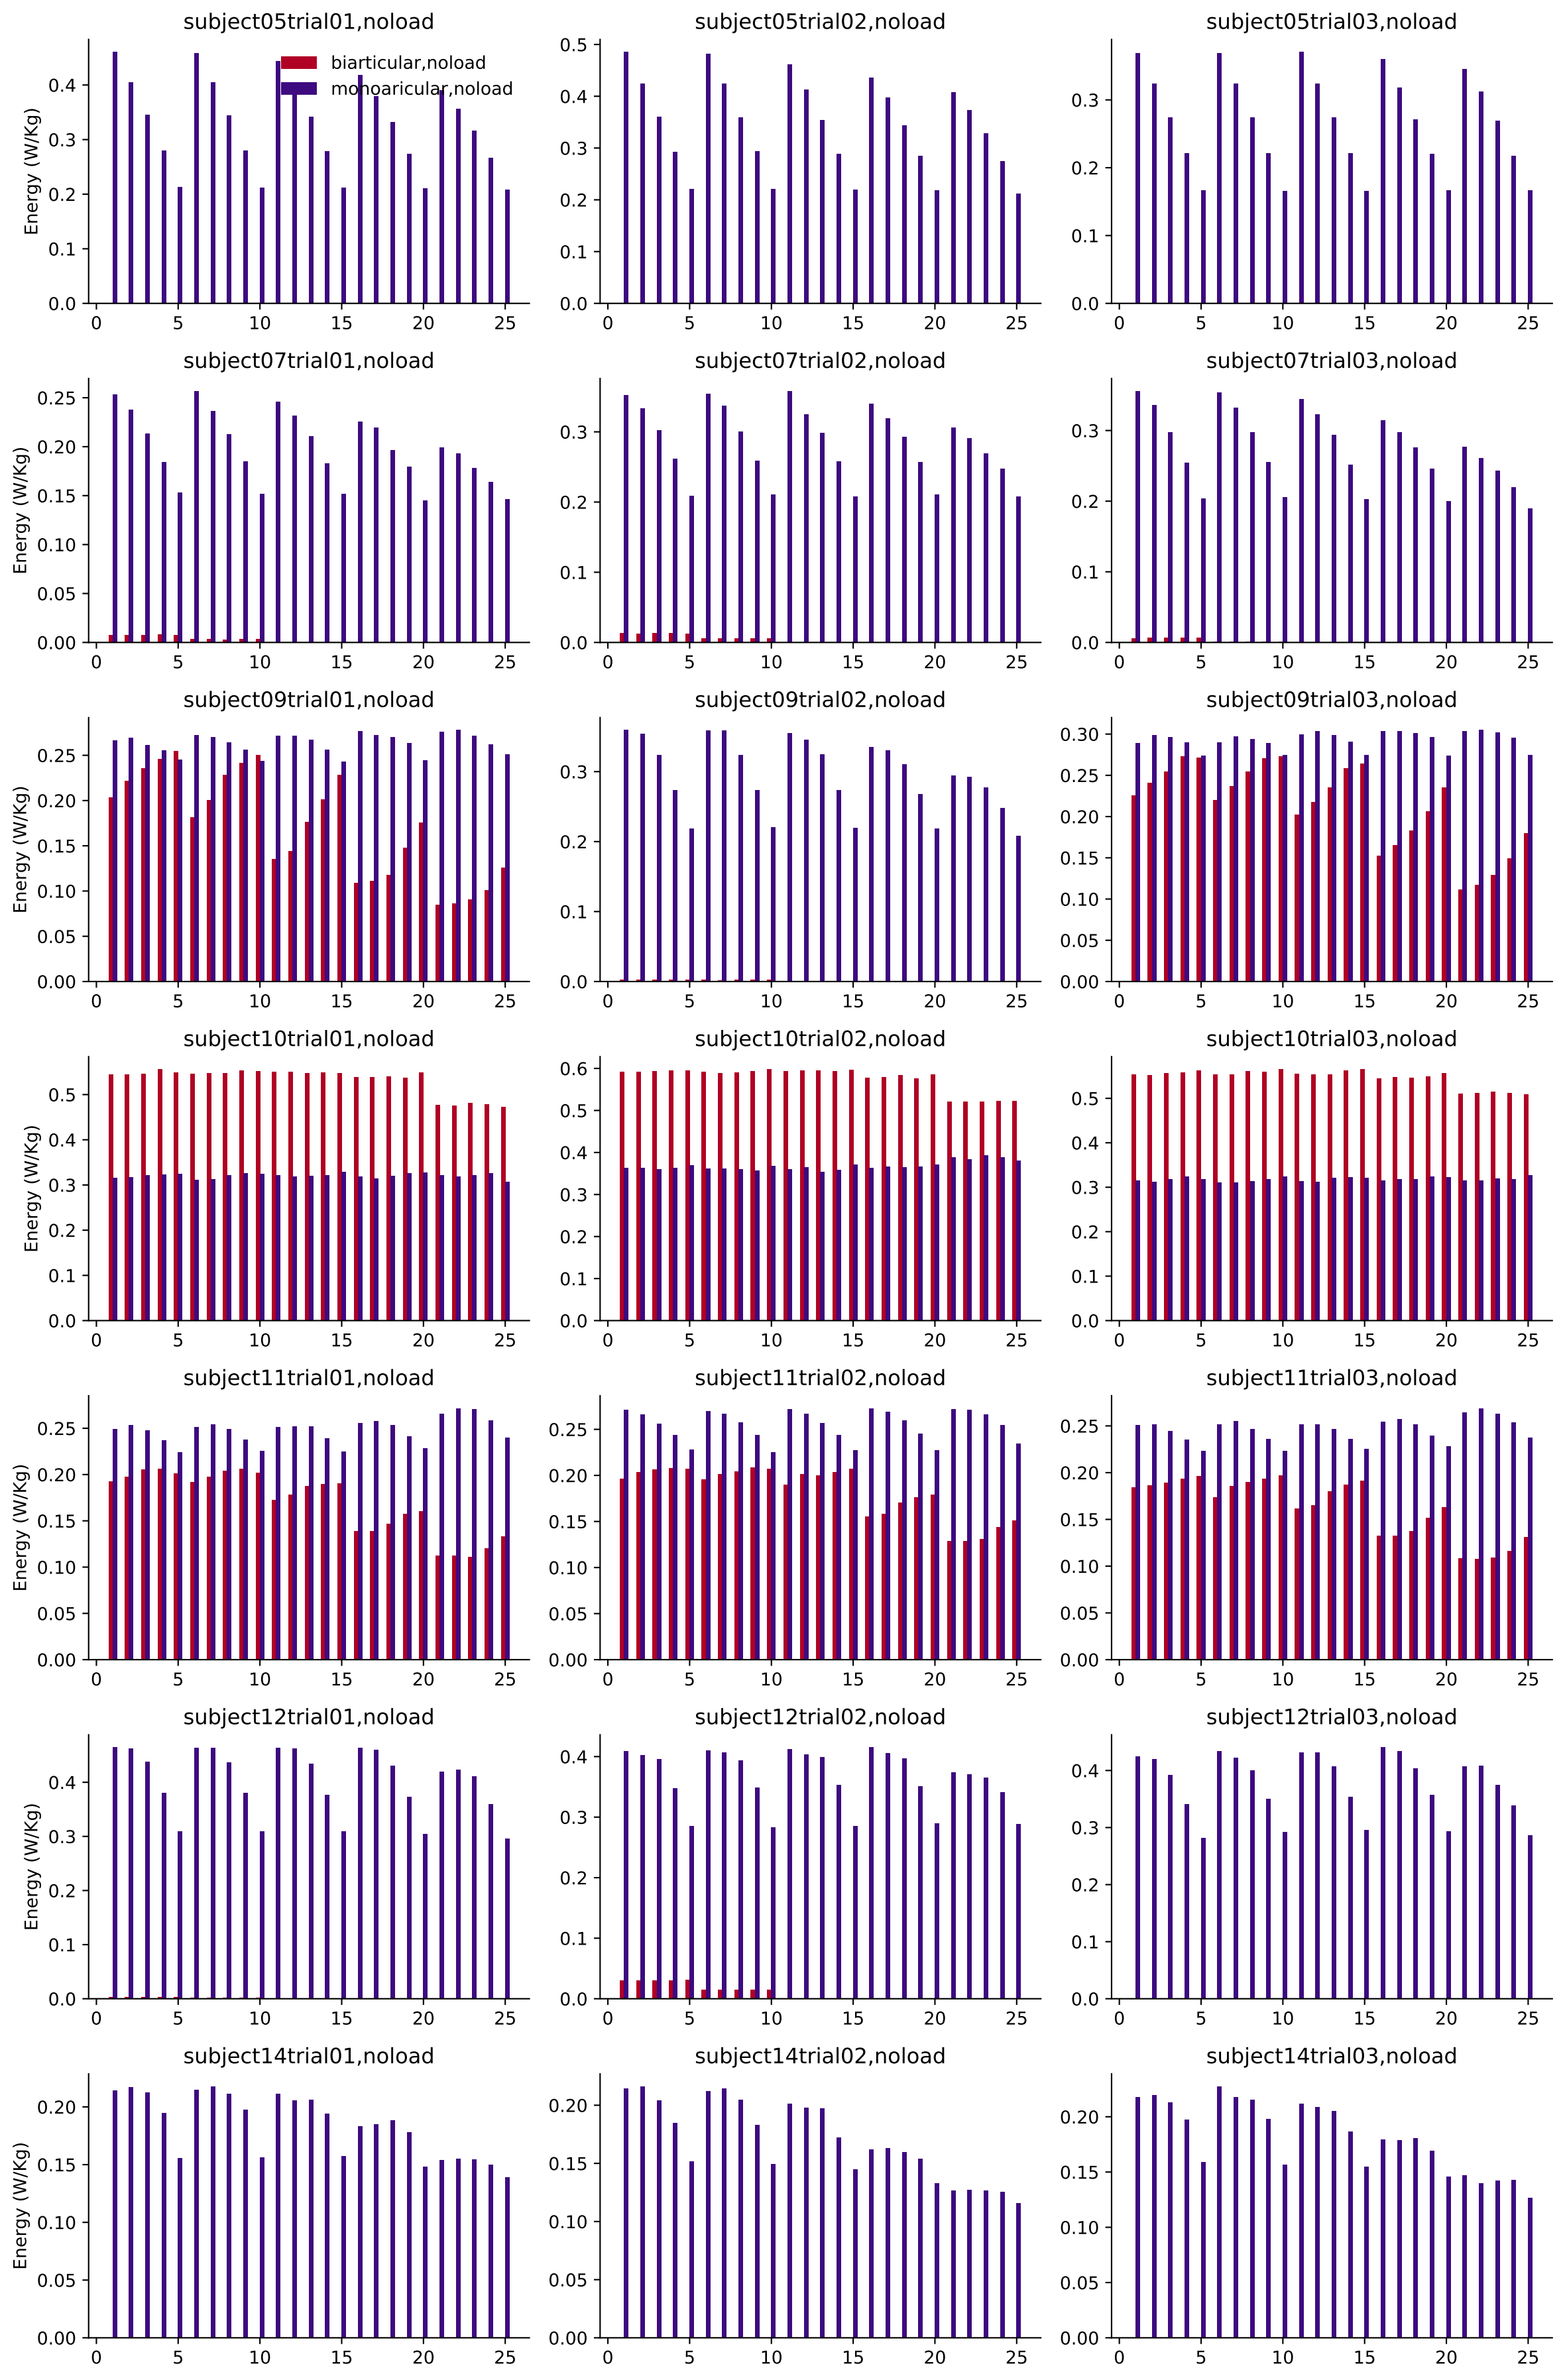 subject05trial01,noload subject05trial02,noload subject05trial03,noload
Energy (W/Kg)
biarticular,noload
monoaricular,noload
0.4 0.3 0.2 0.1 0.0
0.5 0.4 0.3 0.2 0.1 0.0
0.3 0.2 0.1 0.0
0 5 10 15 20 25 0 5 10 15 20 25 0 5 10 15 20 25
subject07trial01,noload subject07trial02,noload subject07trial03,noload
Energy (W/Kg)
0.25 0.20 0.15 0.10 0.05 0.00
0.3 0.2 0.1 0.0
0.3 0.2 0.1 0.0
0 5 10 15 20 25 0 5 10 15 20 25 0 5 10 15 20 25
subject09trial01,noload subject09trial02,noload subject09trial03,noload
Energy (W/Kg)
0.25 0.20 0.15 0.10 0.05 0.00
0.3 0.2 0.1 0.0
0.30 0.25 0.20 0.15 0.10 0.05 0.00
0 5 10 15 20 25 0 5 10 15 20 25 0 5 10 15 20 25
subject10trial01,noload subject10trial02,noload subject10trial03,noload
Energy (W/Kg)
0.5 0.4 0.3 0.2 0.1 0.0
0.6 0.5 0.4 0.3 0.2 0.1 0.0
0.5 0.4 0.3 0.2 0.1 0.0
0 5 10 15 20 25 0 5 10 15 20 25 0 5 10 15 20 25
subject11trial01,noload subject11trial02,noload subject11trial03,noload
Energy (W/Kg)
0.25 0.20 0.15 0.10 0.05 0.00
0.25 0.20 0.15 0.10 0.05 0.00
0.25 0.20 0.15 0.10 0.05 0.00
0 5 10 15 20 25 0 5 10 15 20 25 0 5 10 15 20 25
subject12trial01,noload subject12trial02,noload subject12trial03,noload
Energy (W/Kg)
0.4 0.3 0.2 0.1 0.0
0.4 0.3 0.2 0.1 0.0
0.4 0.3 0.2 0.1 0.0
0 5 10 15 20 25 0 5 10 15 20 25 0 5 10 15 20 25
subject14trial01,noload subject14trial02,noload subject14trial03,noload
Energy (W/Kg)
0.20 0.15 0.10 0.05 0.00
0.20 0.15 0.10 0.05 0.00
0.20 0.15 0.10 0.05 0.00
0 5 10 15 20 25 0 5 10 15 20 25 0 5 10 15 20 25